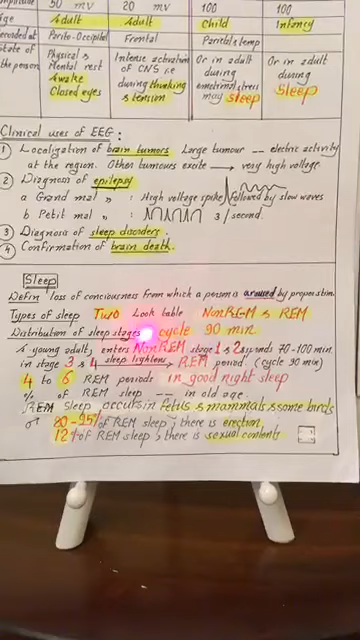 50 mv 20 mv 100 100
Age Adult Adult Child Infancy
Recorded at Parito-Occipital Frontal Parieto & temp
State of the person Physical & Mental rest Awake Closed eyes Intense activation of CNS i.e during thinking & tension Or in adult during emotional stress may Sleep Or in adult during Sleep
Clinical uses of EEG:
① Localization of brain tumors Large tumour -- electric activity
at the region. Other tumours excite → very high voltage
② Diagnosis of epilepsy
a Grand mal " : High voltage spike followed by slow waves
b Petit mal " : 3/second.
③ Diagnosis of sleep disorders.
④ Confirmation of brain death.
Sleep
Defin loss of conciousness from which a person is aroused by proper stim.
Types of sleep Two Look table Non REM & REM
Distribution of sleep stages cycle 90 min
A young adult, enters Non REM stage 1 & 2 spends 70-100 min
in stage 3 & 4 sleep lightens → REM period. (cycle 90 min)
4 to 6 REM periods in good night sleep
% of REM sleep -- in old age.
REM sleep occurs in fetus & mammals & some birds
80-95% of REM sleep, there is erection,
12% of REM sleep, there is sexual contents